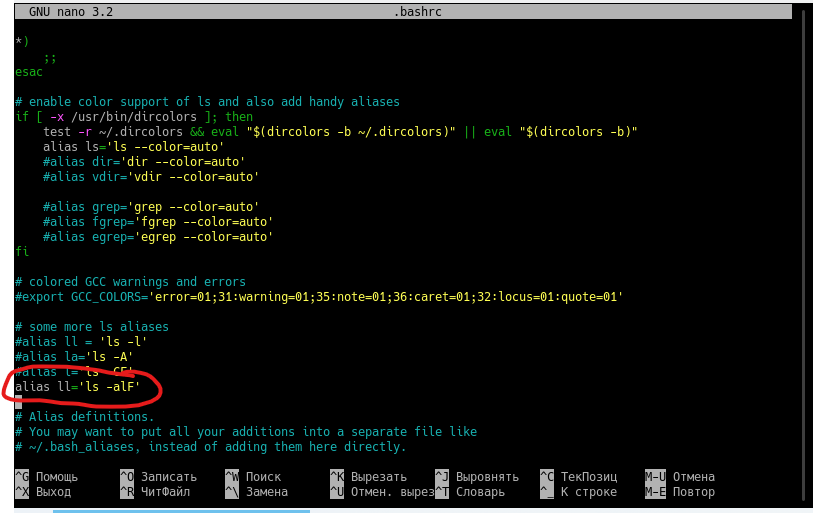 GNU nano 3.2 .bashrc
*)
;;
esac
# enable color support of ls and also add handy aliases
if [ -x /usr/bin/dircolors ]; then
test -r ~/.dircolors && eval "$(dircolors -b ~/.dircolors)" || eval "$(dircolors -b)"
alias ls='ls --color=auto'
#alias dir='dir --color=auto'
#alias vdir='vdir --color=auto'
#alias grep='grep --color=auto'
#alias fgrep='fgrep --color=auto'
#alias egrep='egrep --color=auto'
fi
# colored GCC warnings and errors
#export GCC_COLORS='error=01;31:warning=01;35:note=01;36:caret=01;32:locus=01:quote=01'
# some more ls aliases
#alias ll = 'ls -l'
#alias la='ls -A'
#alias l='ls -CF'
alias ll='ls -alF'
# Alias definitions.
# You may want to put all your additions into a separate file like
# ~/.bash_aliases, instead of adding them here directly.
^G Помощь ^O Записать ^W Поиск ^K Вырезать ^J Выровнять ^C ТекПозиц M-U Отмена
^X Выход ^R ЧитФайл ^\ Замена ^U Отмен. вырез ^T Словарь ^_ К строке M-E Повтор